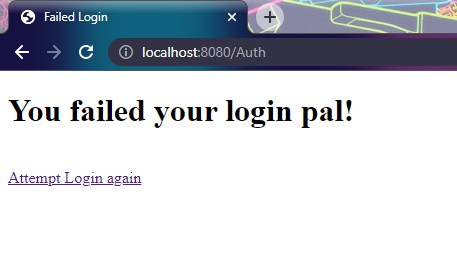 Failed Login
localhost:8080/Auth
You failed your login pal!
Attempt Login again